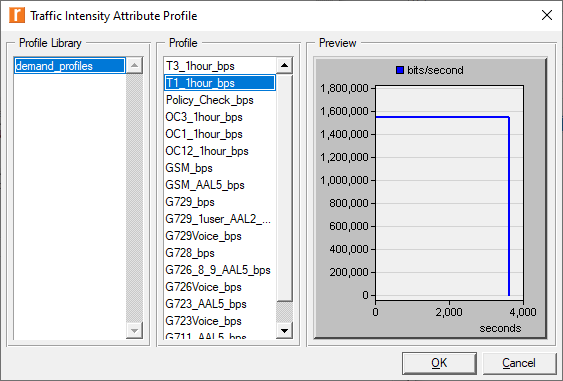 Traffic Intensity Attribute Profile
Profile Library
demand_profiles
Profile
T3_1hour_bps
T1_1hour_bps
Policy_Check_bps
OC3_1hour_bps
OC1_1hour_bps
OC12_1hour_bps
GSM_bps
GSM_AAL5_bps
G729_bps
G729_1user_AAL2_...
G729Voice_bps
G728_bps
G726_8_9_AAL5_bps
G726Voice_bps
G723_AAL5_bps
G723Voice_bps
G711_AAL5_bps
Preview
bits/second
1,800,000
1,600,000
1,400,000
1,200,000
1,000,000
800,000
600,000
400,000
200,000
0
0 2,000 4,000
seconds
OK Cancel